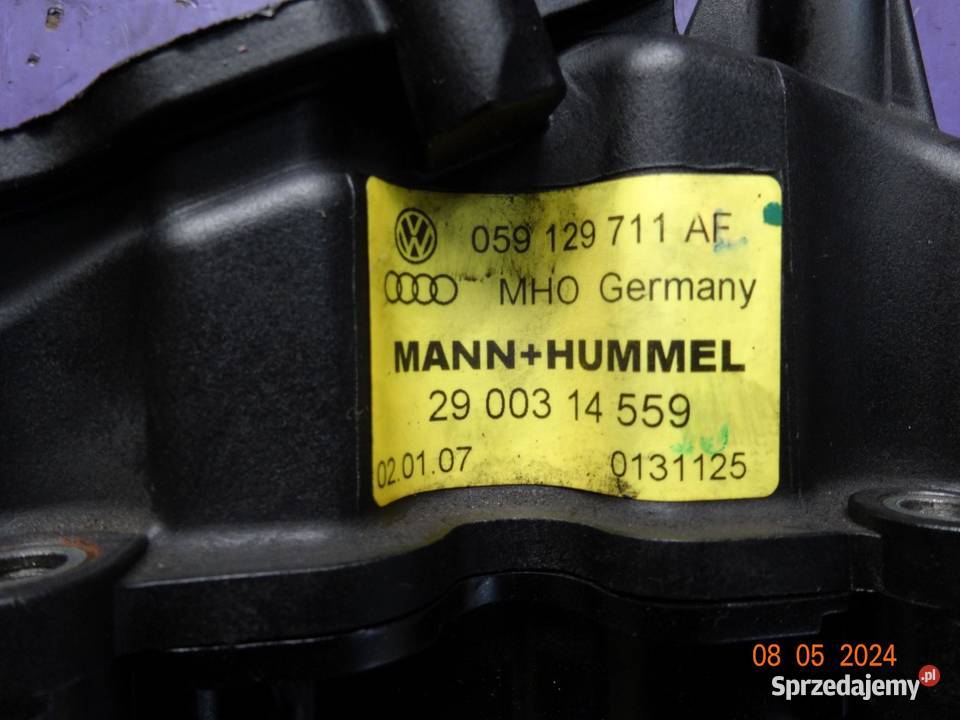 059 129 711 AF
MHO Germany
MANN+HUMMEL
29 003 14 559
02.01.07 0131125
08 05 2024
Sprzedajemy.pl